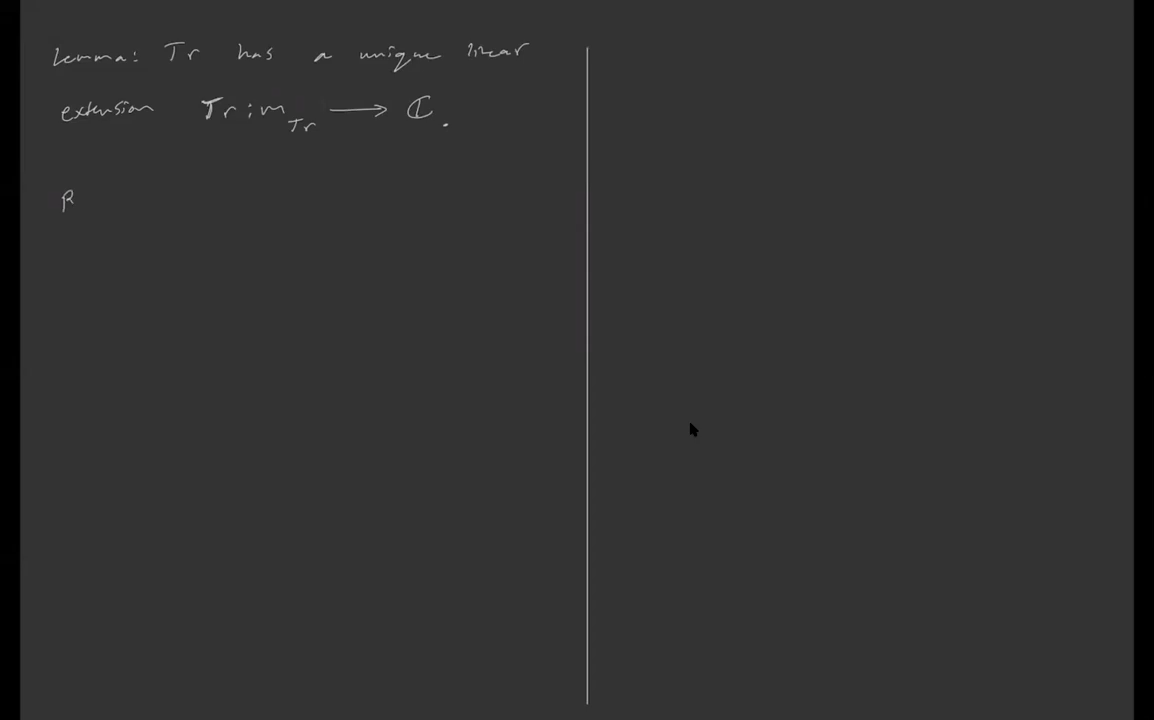 Lemma: Tr has a unique linear
extension Tr : m_Tr ⟶ ℂ.
P